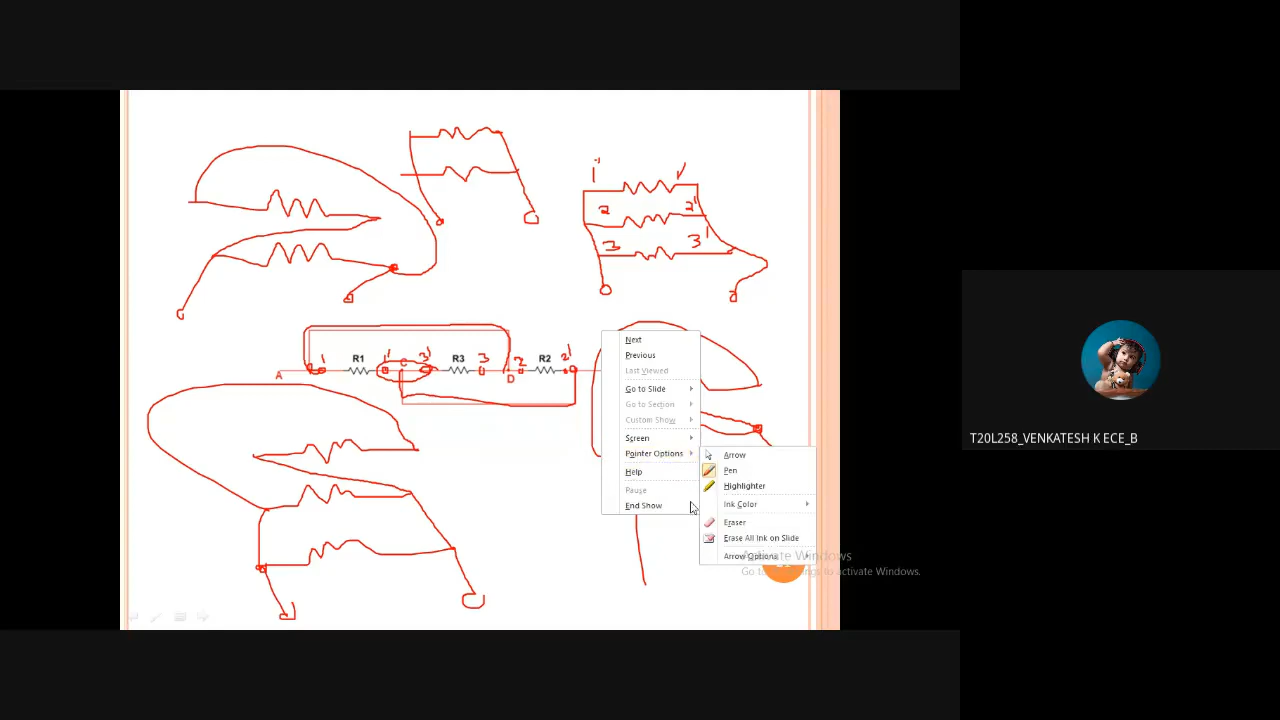 1'
1'
2
2'
3
3'
R1
R3
R2
1
1'
C
3'
3
2
2'
A
D
Next
Previous
Last Viewed
Go to Slide
Go to Section
Custom Show
Screen
Pointer Options
Help
Pause
End Show
Arrow
Pen
Highlighter
Ink Color
Eraser
Erase All Ink on Slide
Arrow Options
T20L258_VENKATESH K ECE_B
Activate Windows